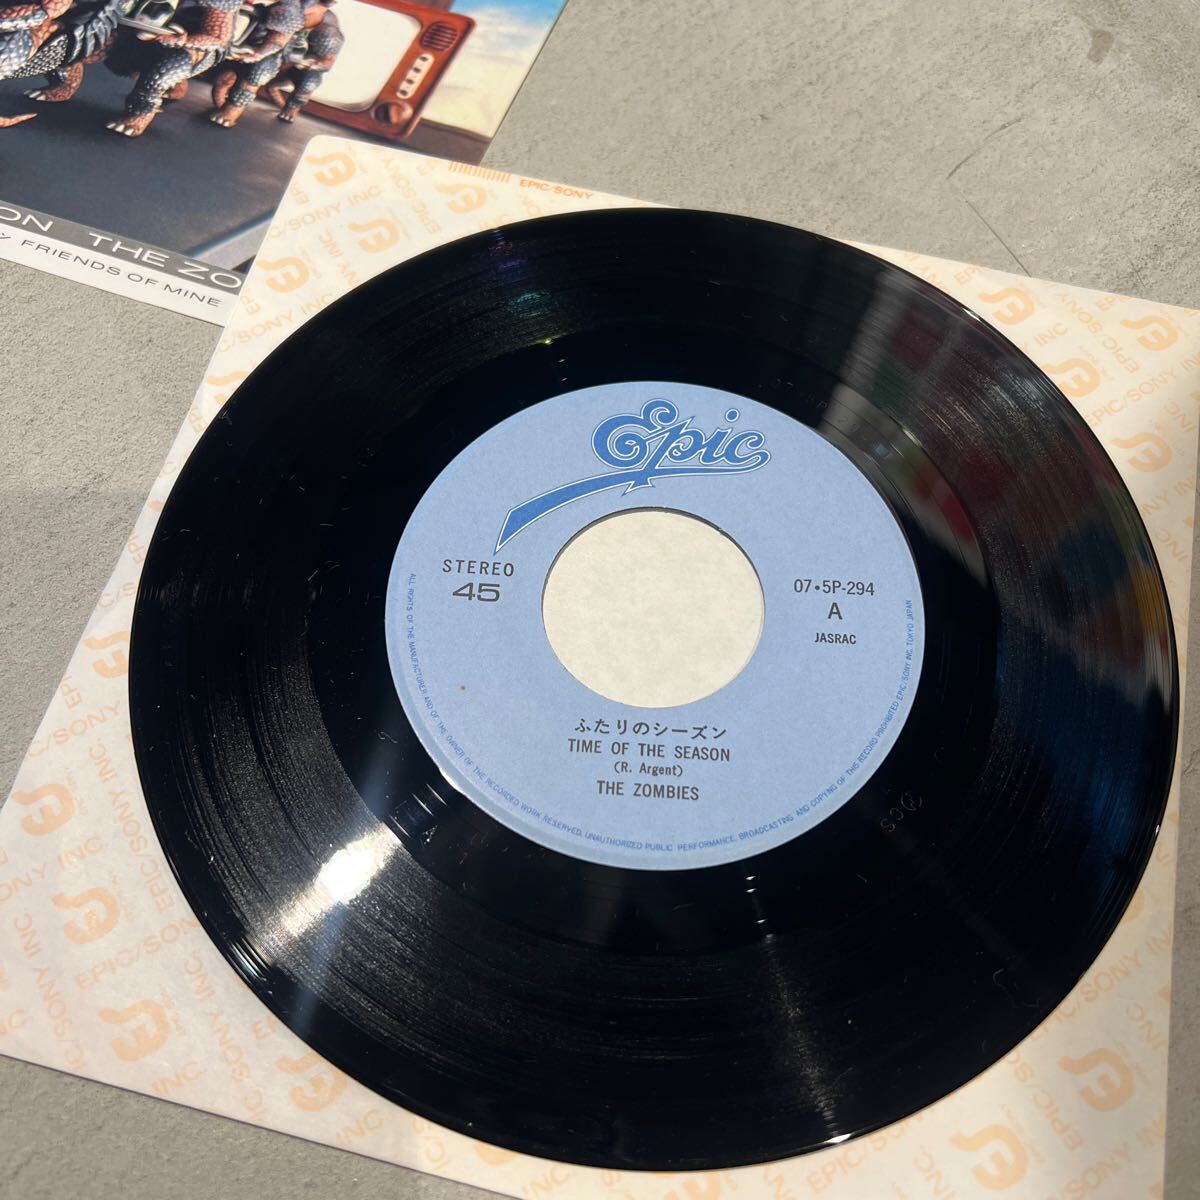 ON THE ZO
ン FRIENDS OF MINE
EPIC/SONY
Epic
STEREO
45
07•5P-294
A
JASRAC
ふたりのシーズン
TIME OF THE SEASON
(R. Argent)
THE ZOMBIES
ALL RIGHTS OF THE MANUFACTURER AND OF THE OWNER OF THE RECORDED WORK RESERVED. UNAUTHORIZED PUBLIC PERFORMANCE, BROADCASTING AND COPYING OF THIS RECORD PROHIBITED EPIC/SONY INC. TOKYO JAPAN
EPIC/SONY INC